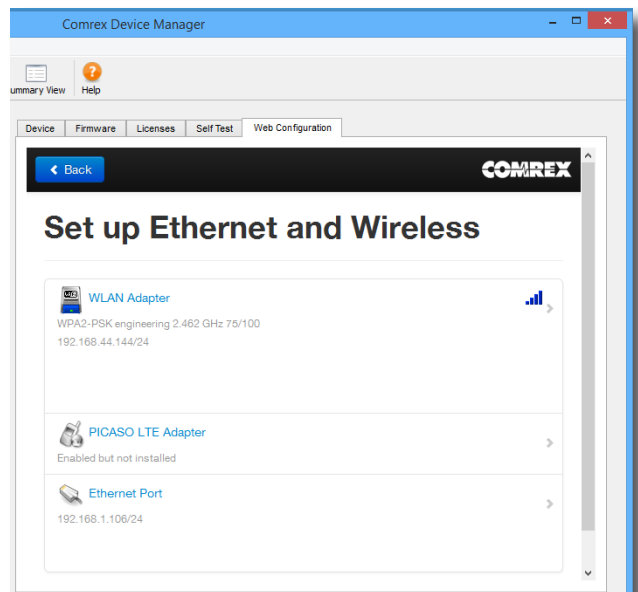 Comrex Device Manager
ummary View
Help
Device Firmware Licenses Self Test Web Configuration
Back
COMREX
Set up Ethernet and Wireless
WLAN Adapter
WPA2-PSK engineering 2.462 GHz 75/100
192.168.44.144/24
PICASO LTE Adapter
Enabled but not installed
Ethernet Port
192.168.1.106/24